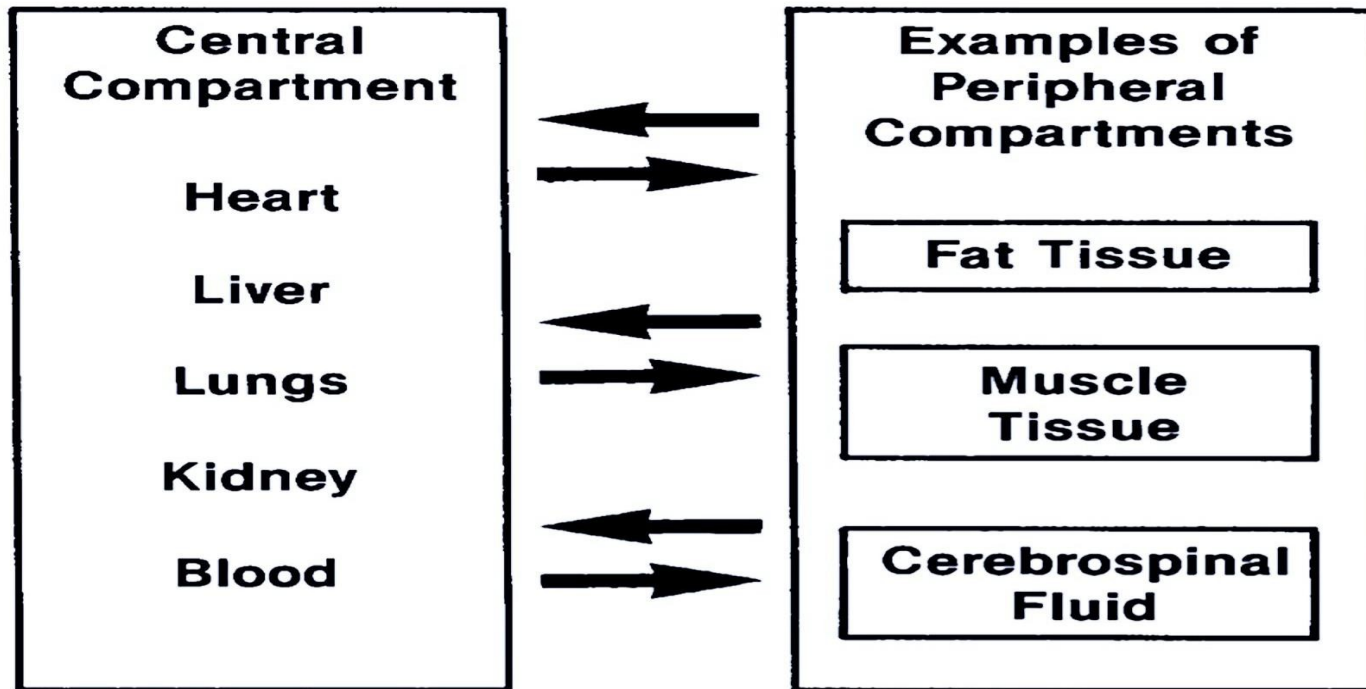 Central
Compartment
Heart
Liver
Lungs
Kidney
Blood
Examples of
Peripheral
Compartments
Fat Tissue
Muscle
Tissue
Cerebrospinal
Fluid